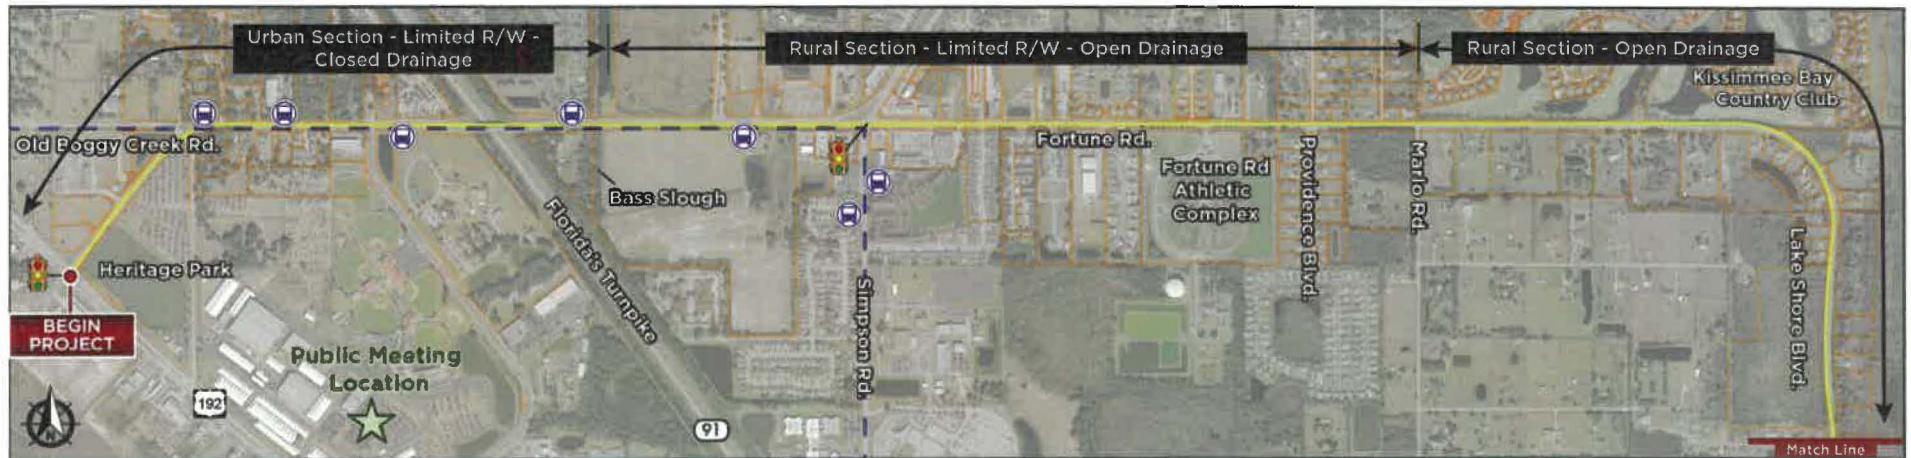 Urban Section - Limited R/W -
Closed Drainage
Rural Section - Limited R/W - Open Drainage
Rural Section - Open Drainage
Kissimmee Bay
Country Club
Old Boggy Creek Rd.
Fortune Rd.
Fortune Rd
Athletic
Complex
Providence Blvd.
Marlo Rd.
Bass Slough
Florida's Turnpike
Simpson Rd.
Lake Shore Blvd.
Heritage Park
BEGIN
PROJECT
Public Meeting
Location
192
91
N
Match Line